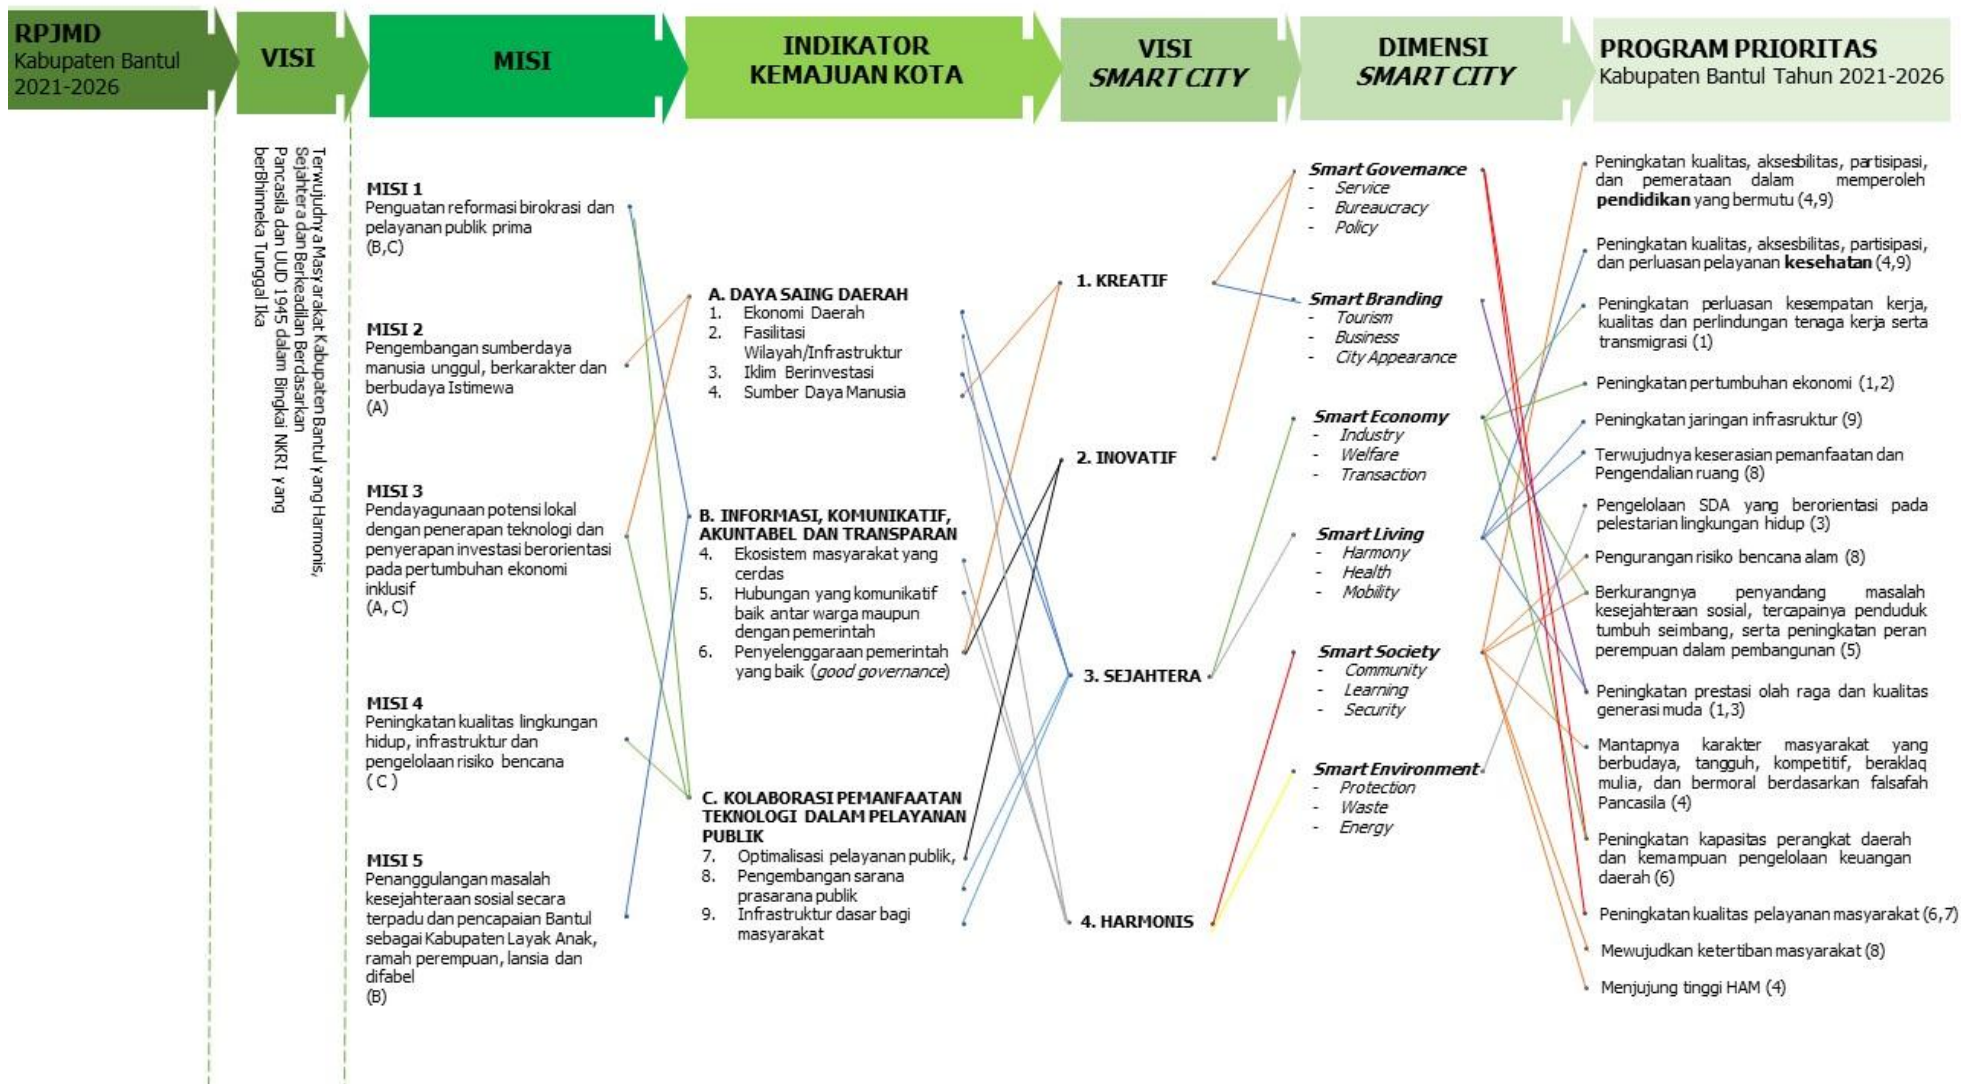 RPJMD
Kabupaten Bantul
2021-2026
VISI
MISI
INDIKATOR
KEMAJUAN KOTA
VISI
SMART CITY
DIMENSI
SMART CITY
PROGRAM PRIORITAS
Kabupaten Bantul Tahun 2021-2026
Terwujudnya Masyarakat Kabupaten Bantul yang Harmonis,
Sejahtera dan Berkeadilan Berdasarkan
Pancasila dan UUD 1945 dalam Bingkai NKRI yang
berBhinneka Tunggal Ika
MISI 1
Penguatan reformasi birokrasi dan
pelayanan publik prima
(B,C)
MISI 2
Pengembangan sumberdaya
manusia unggul, berkarakter dan
berbudaya Istimewa
(A)
MISI 3
Pendayagunaan potensi lokal
dengan penerapan teknologi dan
penyerapan investasi berorientasi
pada pertumbuhan ekonomi
inklusif
(A, C)
MISI 4
Peningkatan kualitas lingkungan
hidup, infrastruktur dan
pengelolaan risiko bencana
( C )
MISI 5
Penanggulangan masalah
kesejahteraan sosial secara
terpadu dan pencapaian Bantul
sebagai Kabupaten Layak Anak,
ramah perempuan, lansia dan
difabel
(B)
A. DAYA SAING DAERAH
1. Ekonomi Daerah
2. Fasilitasi
Wilayah/Infrastruktur
3. Iklim Berinvestasi
4. Sumber Daya Manusia
B. INFORMASI, KOMUNIKATIF,
AKUNTABEL DAN TRANSPARAN
4. Ekosistem masyarakat yang
cerdas
5. Hubungan yang komunikatif
baik antar warga maupun
dengan pemerintah
6. Penyelenggaraan pemerintah
yang baik (good governance)
C. KOLABORASI PEMANFAATAN
TEKNOLOGI DALAM PELAYANAN
PUBLIK
7. Optimalisasi pelayanan publik,
8. Pengembangan sarana
prasarana publik
9. Infrastruktur dasar bagi
masyarakat
1. KREATIF
2. INOVATIF
3. SEJAHTERA
4. HARMONIS
Smart Governance
- Service
- Bureaucracy
- Policy
Smart Branding
- Tourism
- Business
- City Appearance
Smart Economy
- Industry
- Welfare
- Transaction
Smart Living
- Harmony
- Health
- Mobility
Smart Society
- Community
- Learning
- Security
Smart Environment
- Protection
- Waste
- Energy
Peningkatan kualitas, aksesbilitas, partisipasi,
dan pemerataan dalam memperoleh
pendidikan yang bermutu (4,9)
Peningkatan kualitas, aksesbilitas, partisipasi,
dan perluasan pelayanan kesehatan (4,9)
Peningkatan perluasan kesempatan kerja,
kualitas dan perlindungan tenaga kerja serta
transmigrasi (1)
Peningkatan pertumbuhan ekonomi (1,2)
Peningkatan jaringan infrasruktur (9)
Terwujudnya keserasian pemanfaatan dan
Pengendalian ruang (8)
Pengelolaan SDA yang berorientasi pada
pelestarian lingkungan hidup (3)
Pengurangan risiko bencana alam (8)
Berkurangnya penyandang masalah
kesejahteraan sosial, tercapainya penduduk
tumbuh seimbang, serta peningkatan peran
perempuan dalam pembangunan (5)
Peningkatan prestasi olah raga dan kualitas
generasi muda (1,3)
Mantapnya karakter masyarakat yang
berbudaya, tangguh, kompetitif, beraklaq
mulia, dan bermoral berdasarkan falsafah
Pancasila (4)
Peningkatan kapasitas perangkat daerah
dan kemampuan pengelolaan keuangan
daerah (6)
Peningkatan kualitas pelayanan masyarakat (6,7)
Mewujudkan ketertiban masyarakat (8)
Menjujung tinggi HAM (4)